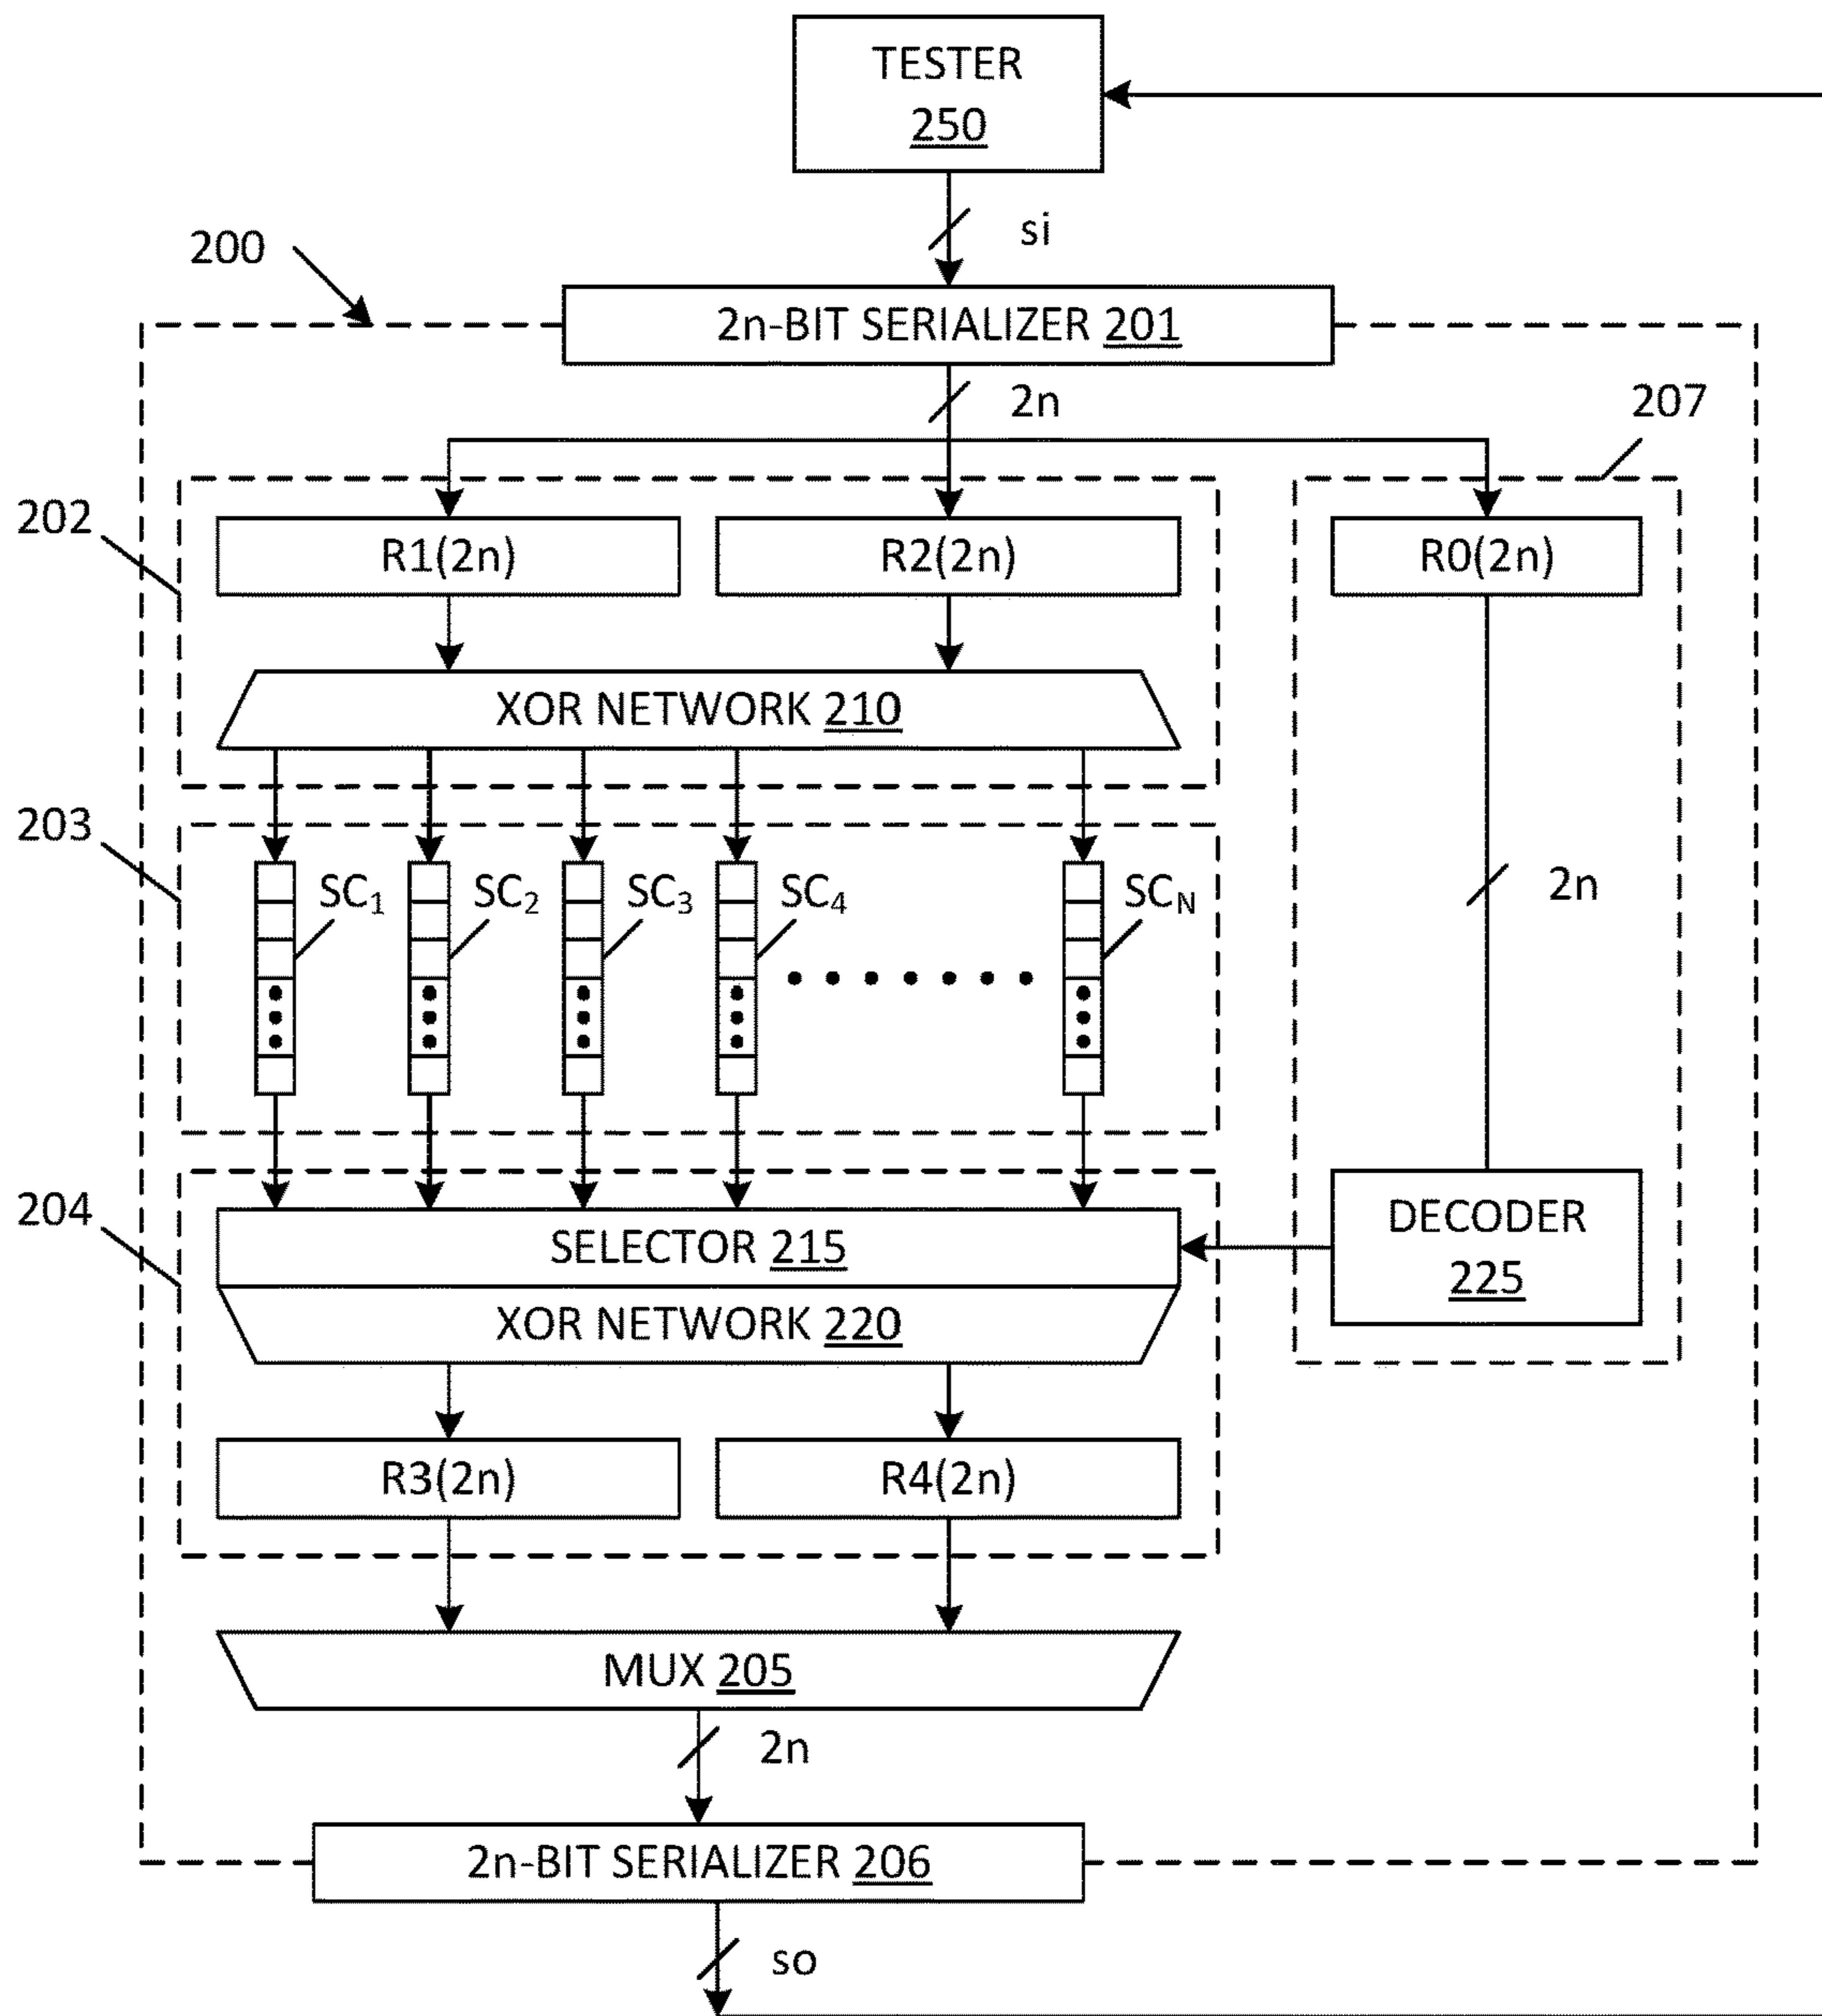 TESTER
250
si
200
2n-BIT SERIALIZER 201
2n
207
202
R1(2n)
R2(2n)
R0(2n)
XOR NETWORK 210
203
SC1
SC2
SC3
SC4
SCN
2n
204
SELECTOR 215
DECODER
225
XOR NETWORK 220
R3(2n)
R4(2n)
MUX 205
2n
2n-BIT SERIALIZER 206
so